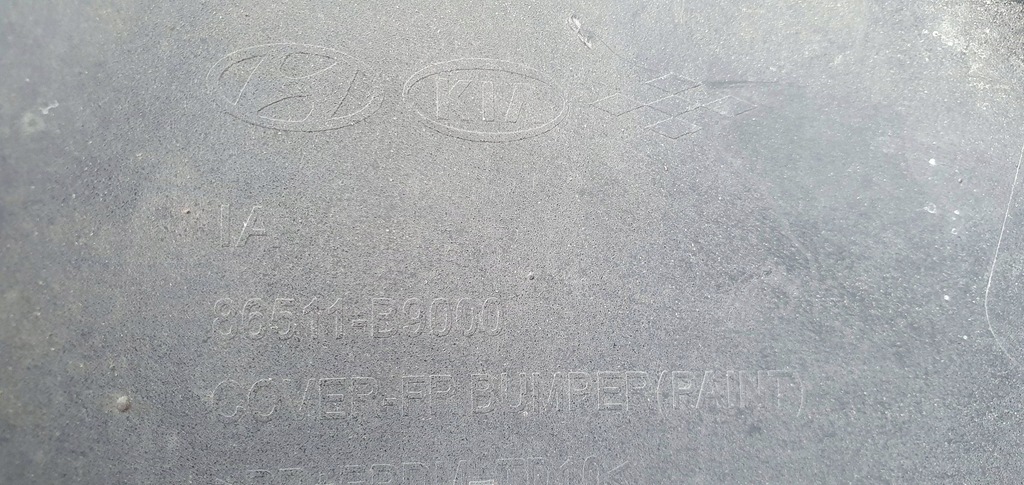 KIA
IA
86511-B9000
COVER-FR BUMPER(PAINT)